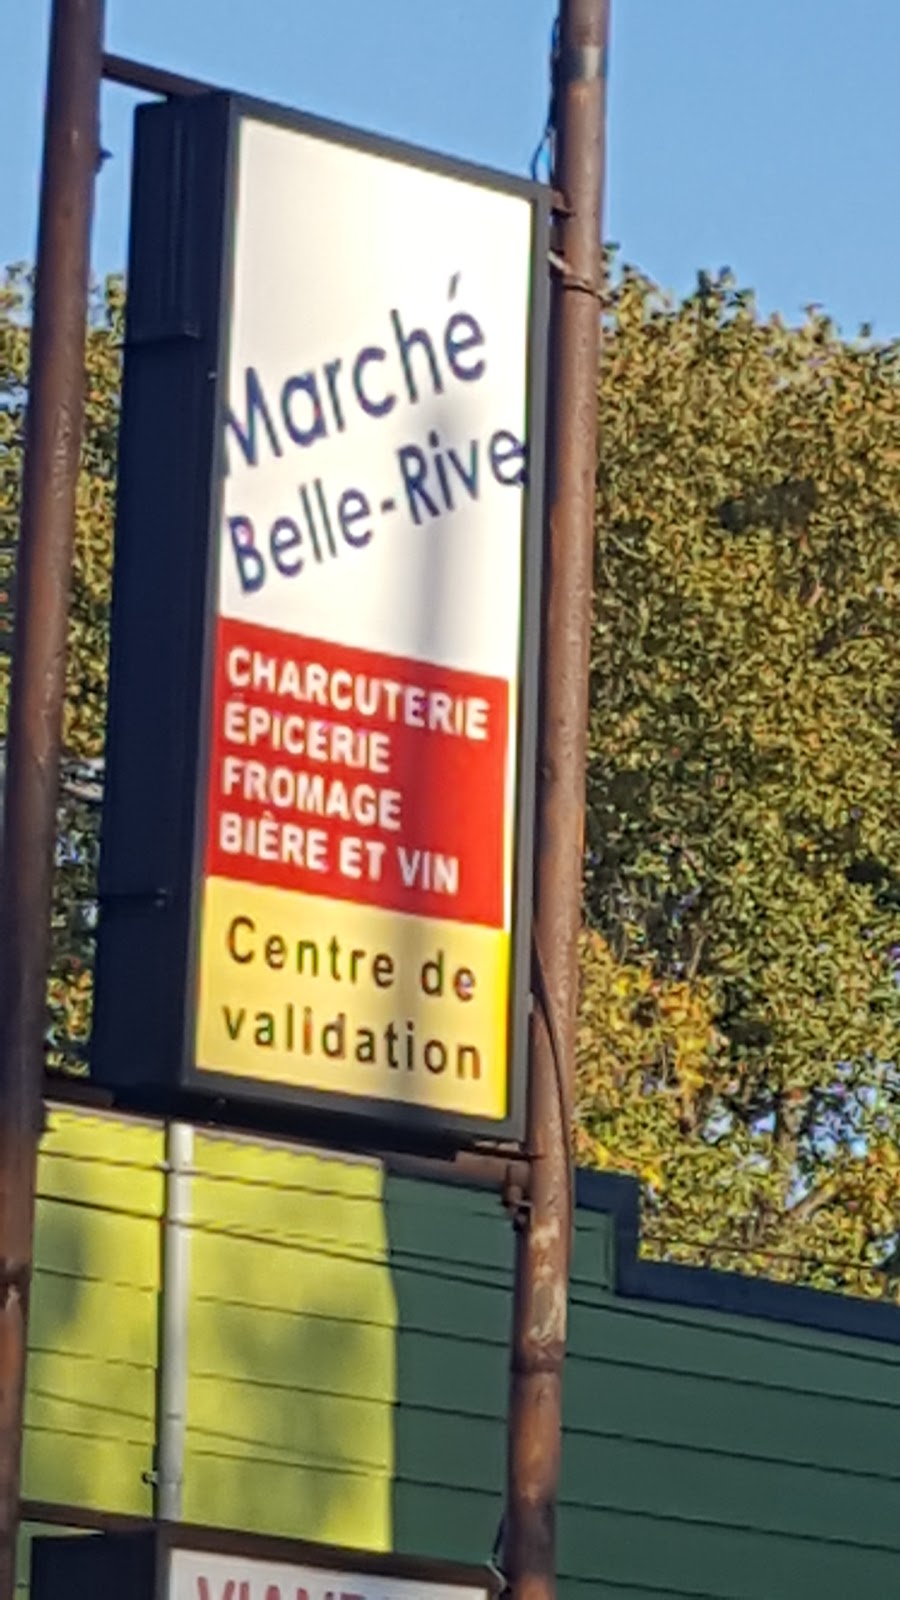 Marché
Belle-Rive
CHARCUTERIE
ÉPICERIE
FROMAGE
BIÈRE ET VIN
Centre de
validation